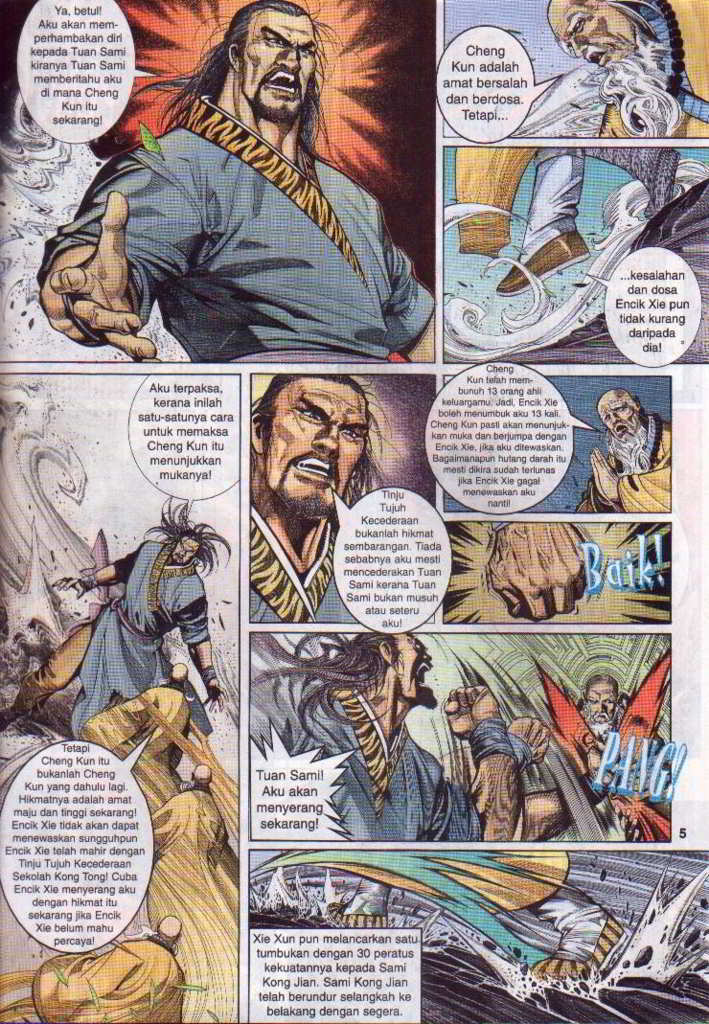 Ya, betul!
Aku akan mem-
perhambakan diri
kepada Tuan Sami
kiranya Tuan Sami
memberitahu aku
di mana Cheng
Kun itu
sekarang!
Cheng
Kun adalah
amat bersalah
dan berdosa.
Tetapi...
...kesalahan
dan dosa
Encik Xie pun
tidak kurang
daripada
dia!
Aku terpaksa,
kerana inilah
satu-satunya cara
untuk memaksa
Cheng Kun itu
menunjukkan
mukanya!
Tetapi
Cheng Kun itu
bukanlah Cheng
Kun yang dahulu lagi.
Hikmatnya adalah amat
maju dan tinggi sekarang!
Encik Xie tidak akan dapat
menewaskan sungguhpun
Encik Xie telah mahir dengan
Tinju Tujuh Kecederaan
Sekolah Kong Tong! Cuba
Encik Xie menyerang aku
dengan hikmat itu
sekarang jika Encik
Xie belum mahu
percaya!
Tinju
Tujuh
Kecederaan
bukanlah hikmat
sembarangan. Tiada
sebabnya aku mesti
mencederakan Tuan
Sami kerana Tuan
Sami bukan musuh
atau seteru
aku!
Cheng
Kun telah mem-
bunuh 13 orang ahli
keluargamu. Jadi, Encik Xie
boleh menumbuk aku 13 kali.
Cheng Kun pasti akan menunjuk-
kan muka dan berjumpa dengan
Encik Xie, jika aku ditewaskan.
Bagaimanapun hutang darah itu
mesti dikira sudah terlunas
jika Encik Xie gagal
menewaskan aku
nanti!
Baik!
Tuan Sami!
Aku akan
menyerang
sekarang!
PANG!
5
Xie Xun pun melancarkan satu
tumbukan dengan 30 peratus
kekuatannya kepada Sami
Kong Jian. Sami Kong Jian
telah berundur selangkah ke
belakang dengan segera.